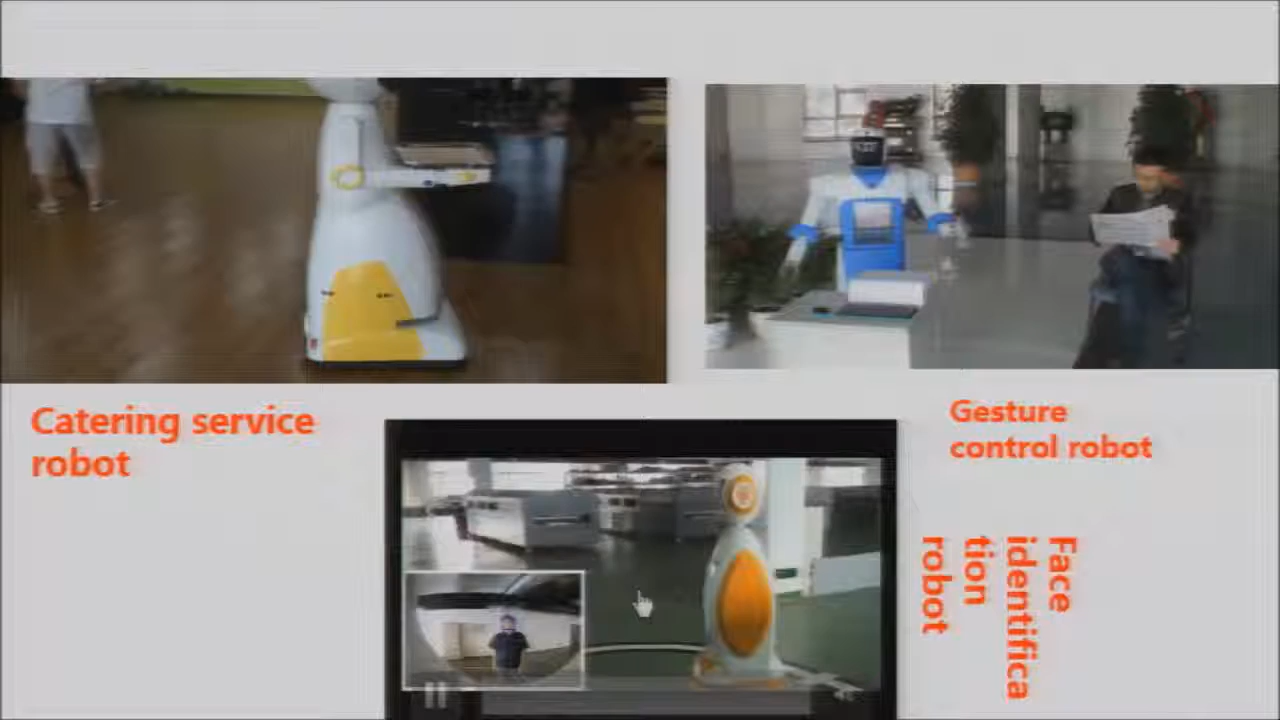 Catering service
robot
Gesture
control robot
Face
identifica
tion
robot